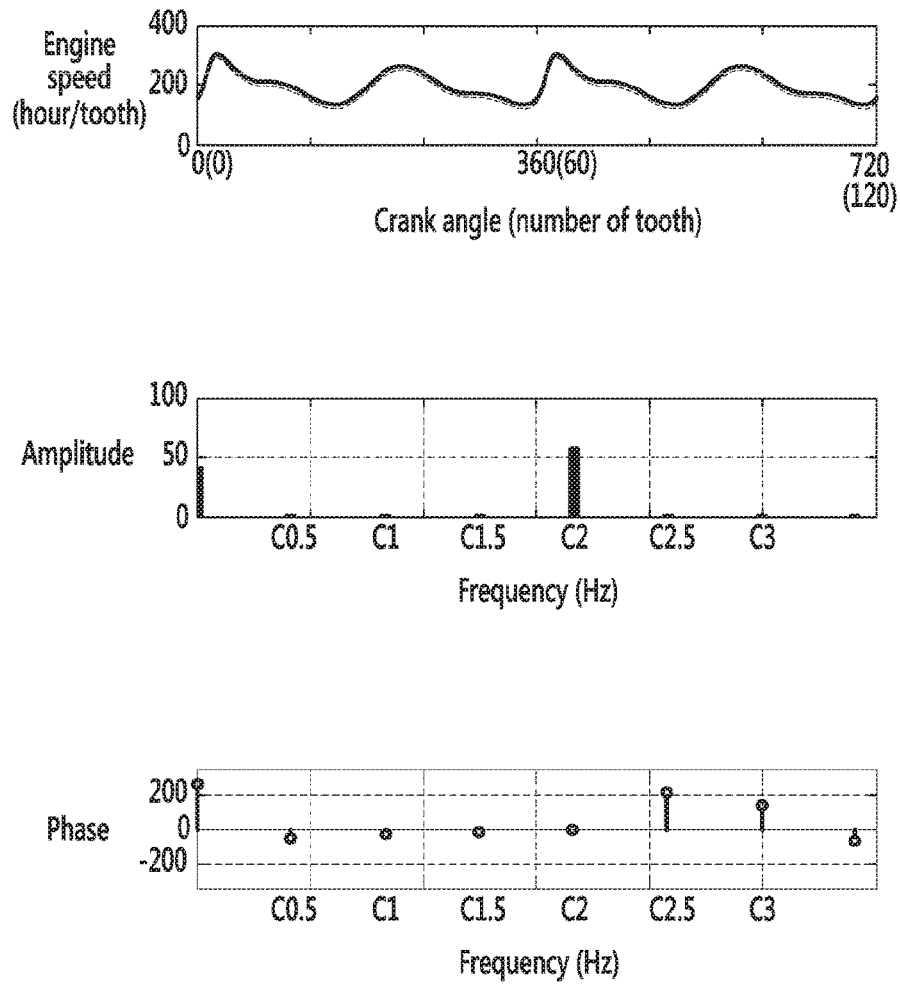 Engine
speed
(hour/tooth)
400
200
0
0(0) 360(60) 720
(120)
Crank angle (number of tooth)
Amplitude
100
50
0
C0.5 C1 C1.5 C2 C2.5 C3
Frequency (Hz)
Phase
200
0
-200
C0.5 C1 C1.5 C2 C2.5 C3
Frequency (Hz)